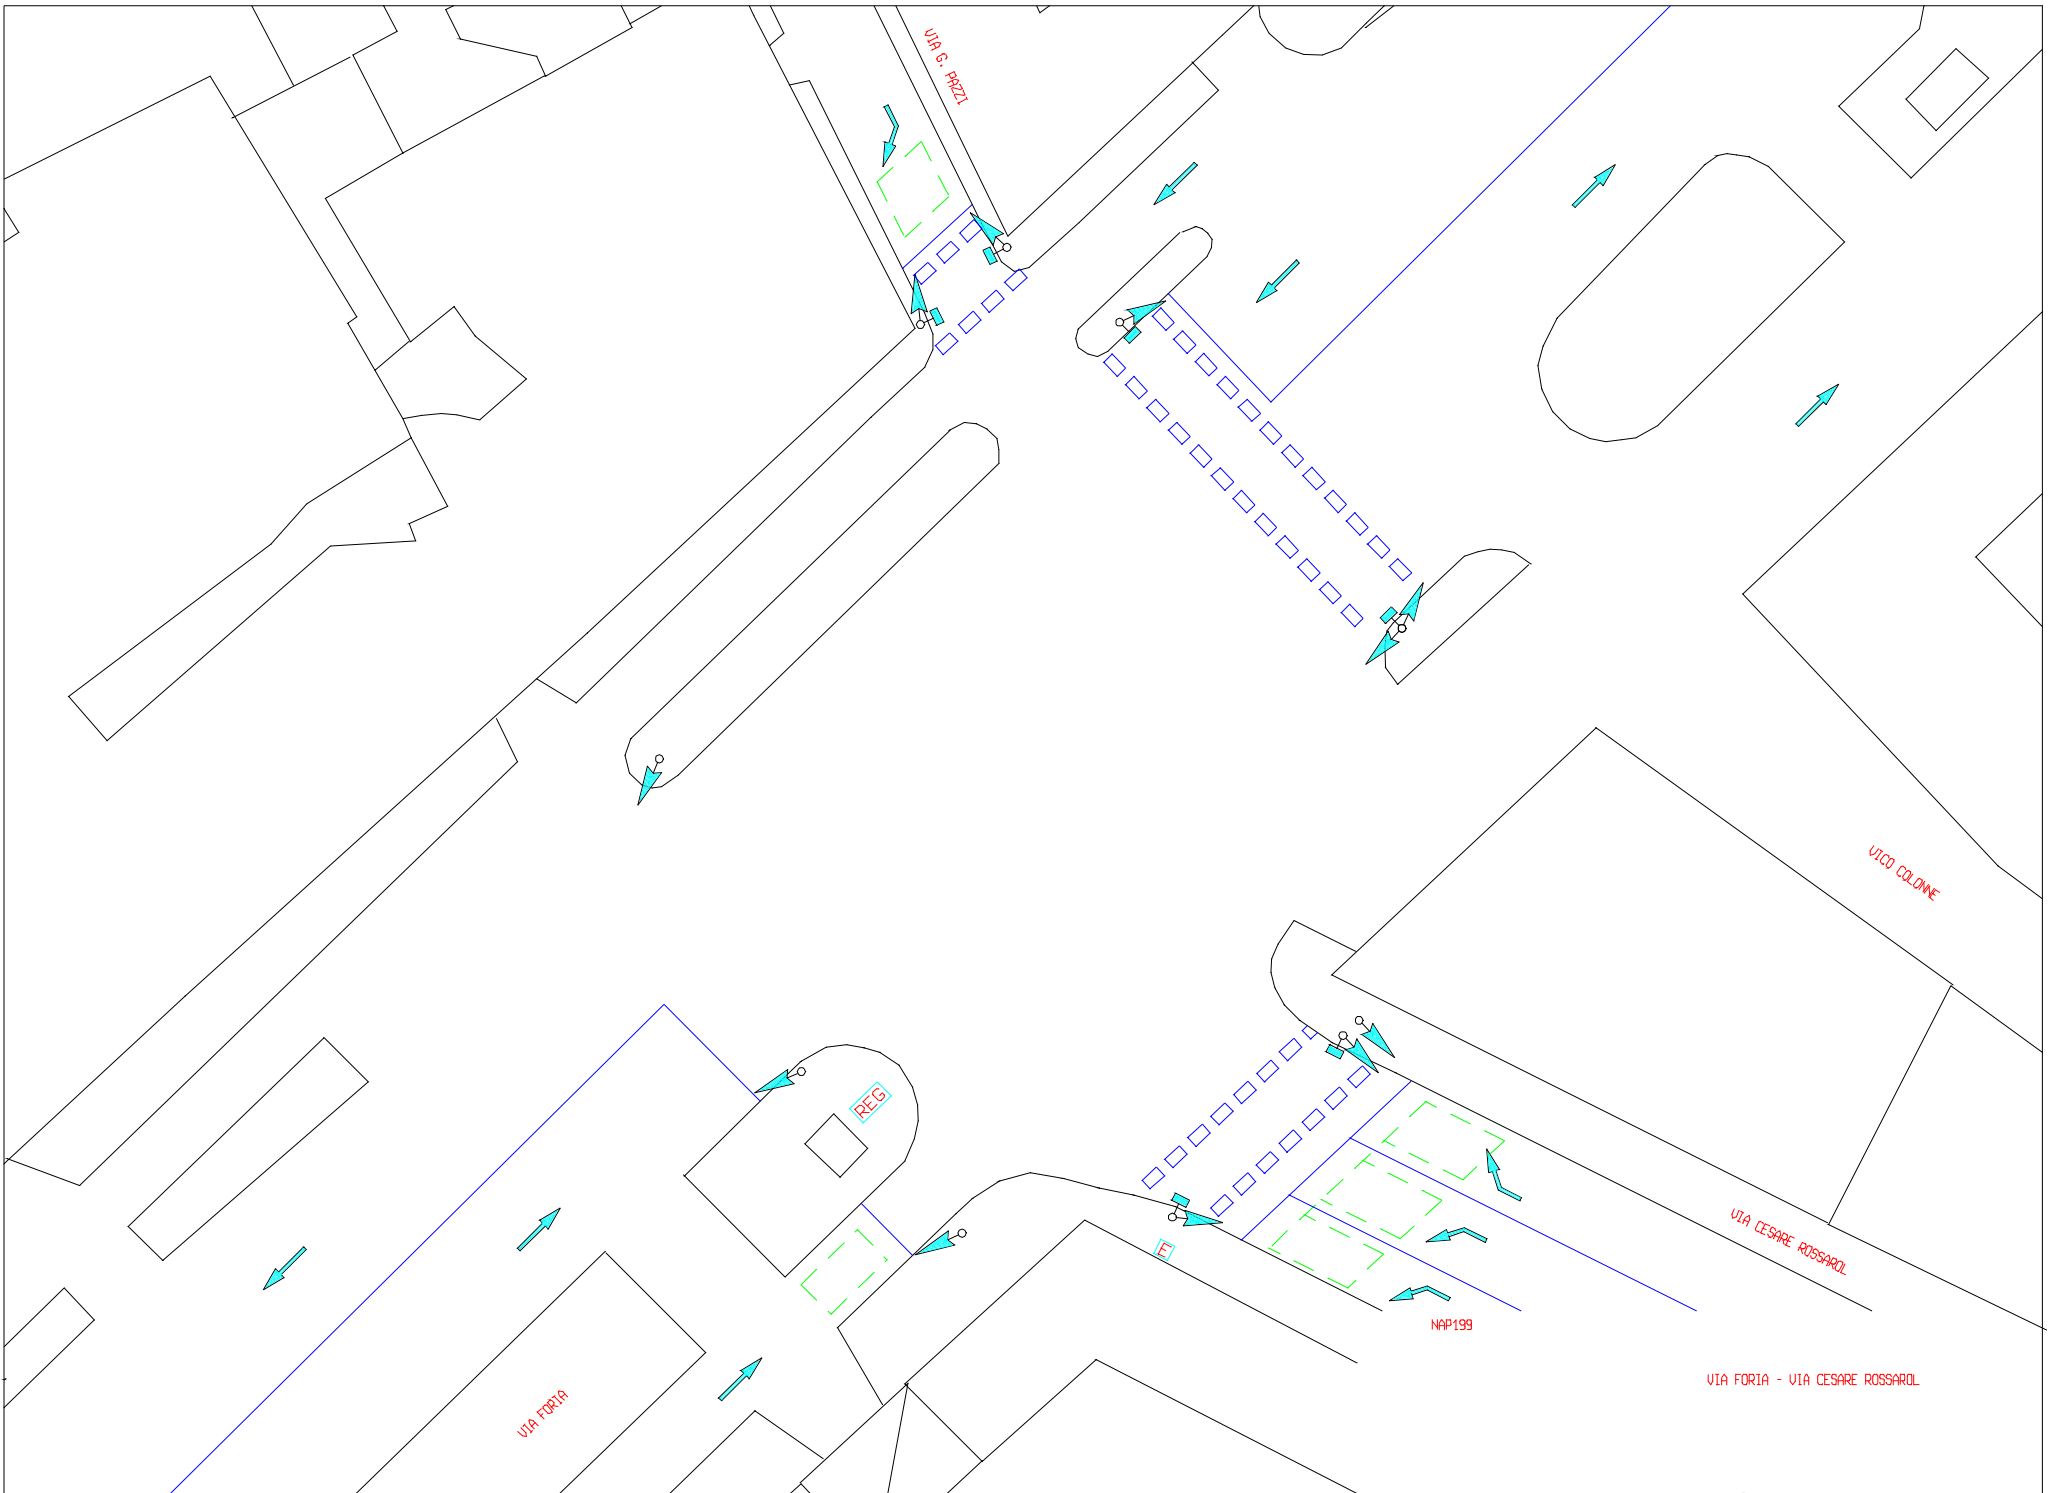 VIA G. PAZZI
VICO COLONNE
REG
VIA CESARE ROSSAROL
E
NAP199
VIA FORIA - VIA CESARE ROSSAROL
VIA FORIA